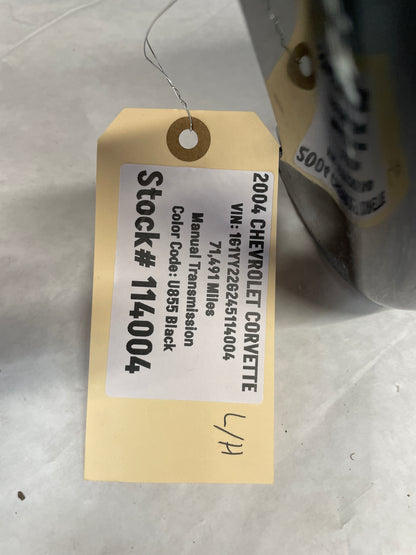 2004 CHEVROLET CORVETTE
VIN: 1G1YY22G245114004
71,491 Miles
Manual Transmission
Color Code: U855 Black
Stock# 114004
L/H